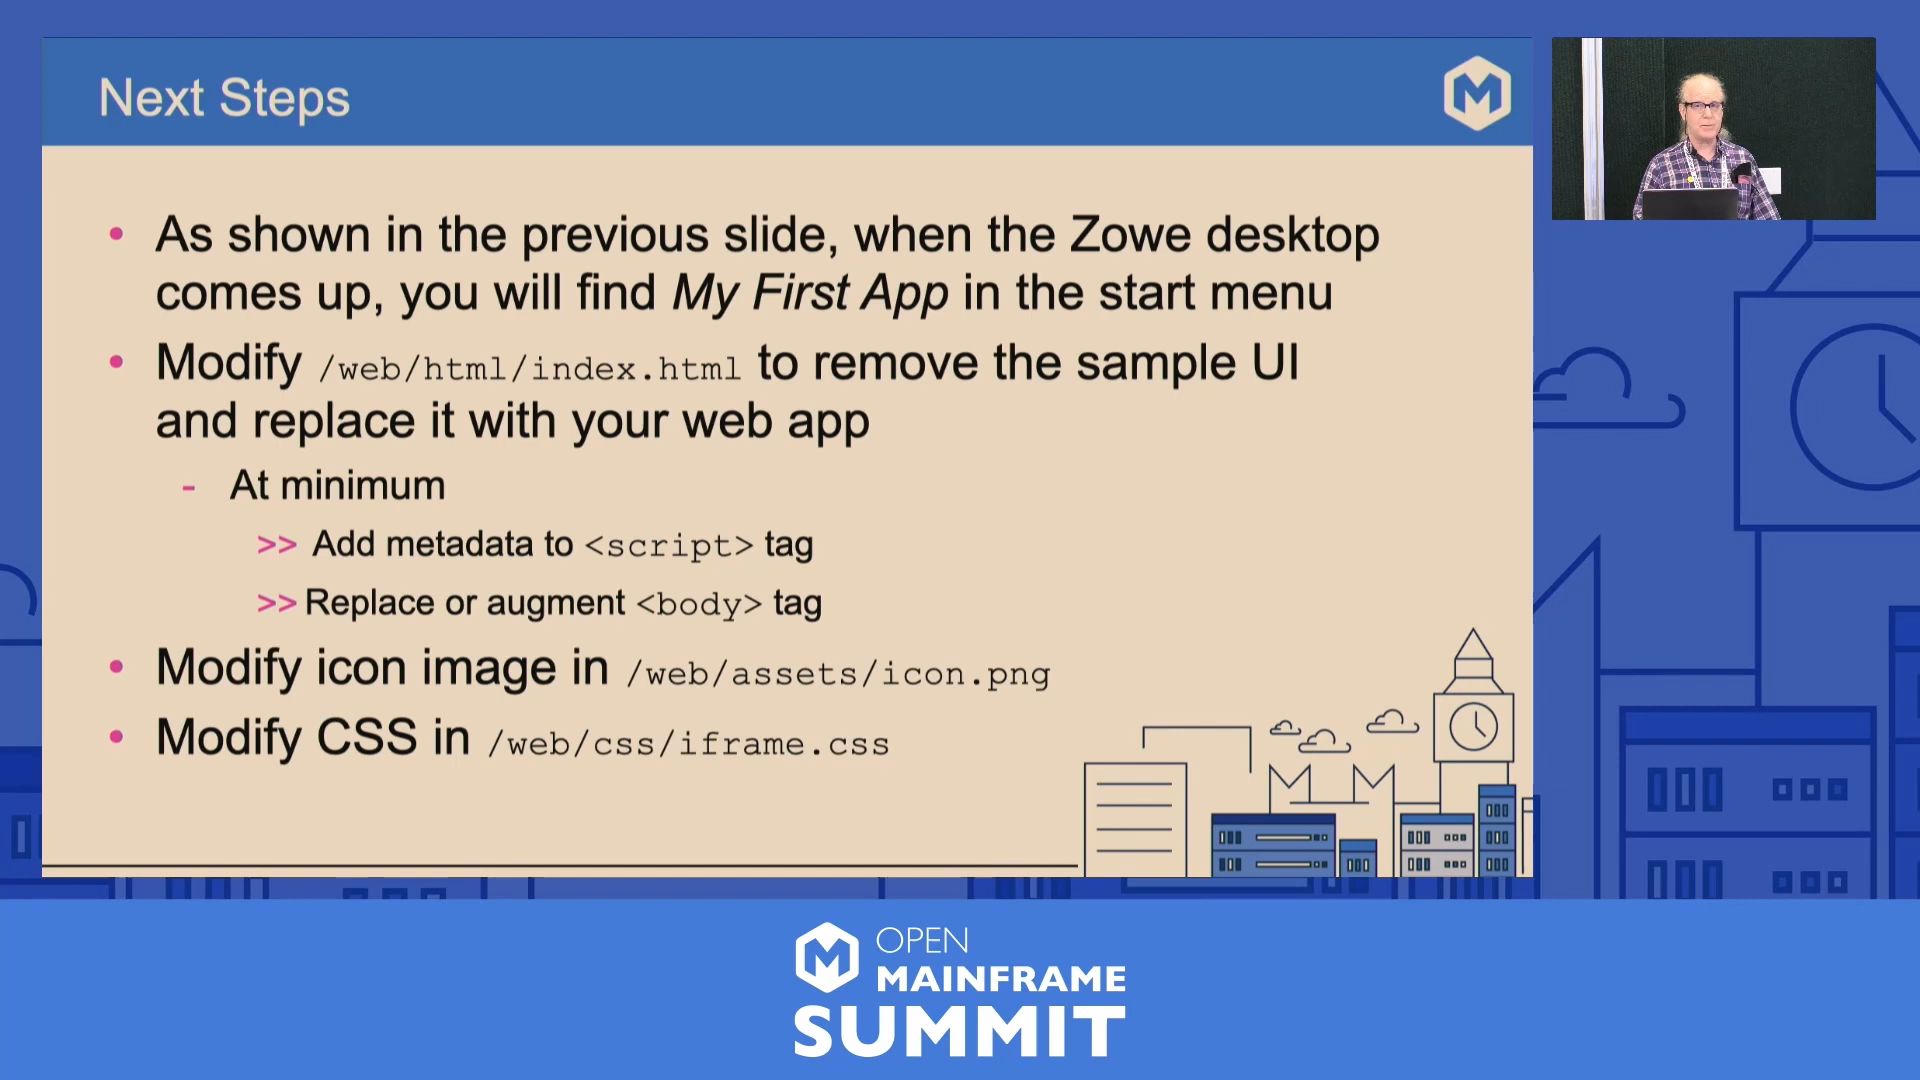 Next Steps
• As shown in the previous slide, when the Zowe desktop
comes up, you will find My First App in the start menu
• Modify /web/html/index.html to remove the sample UI
and replace it with your web app
- At minimum
>> Add metadata to <script> tag
>> Replace or augment <body> tag
• Modify icon image in /web/assets/icon.png
• Modify CSS in /web/css/iframe.css
OPEN
MAINFRAME
SUMMIT